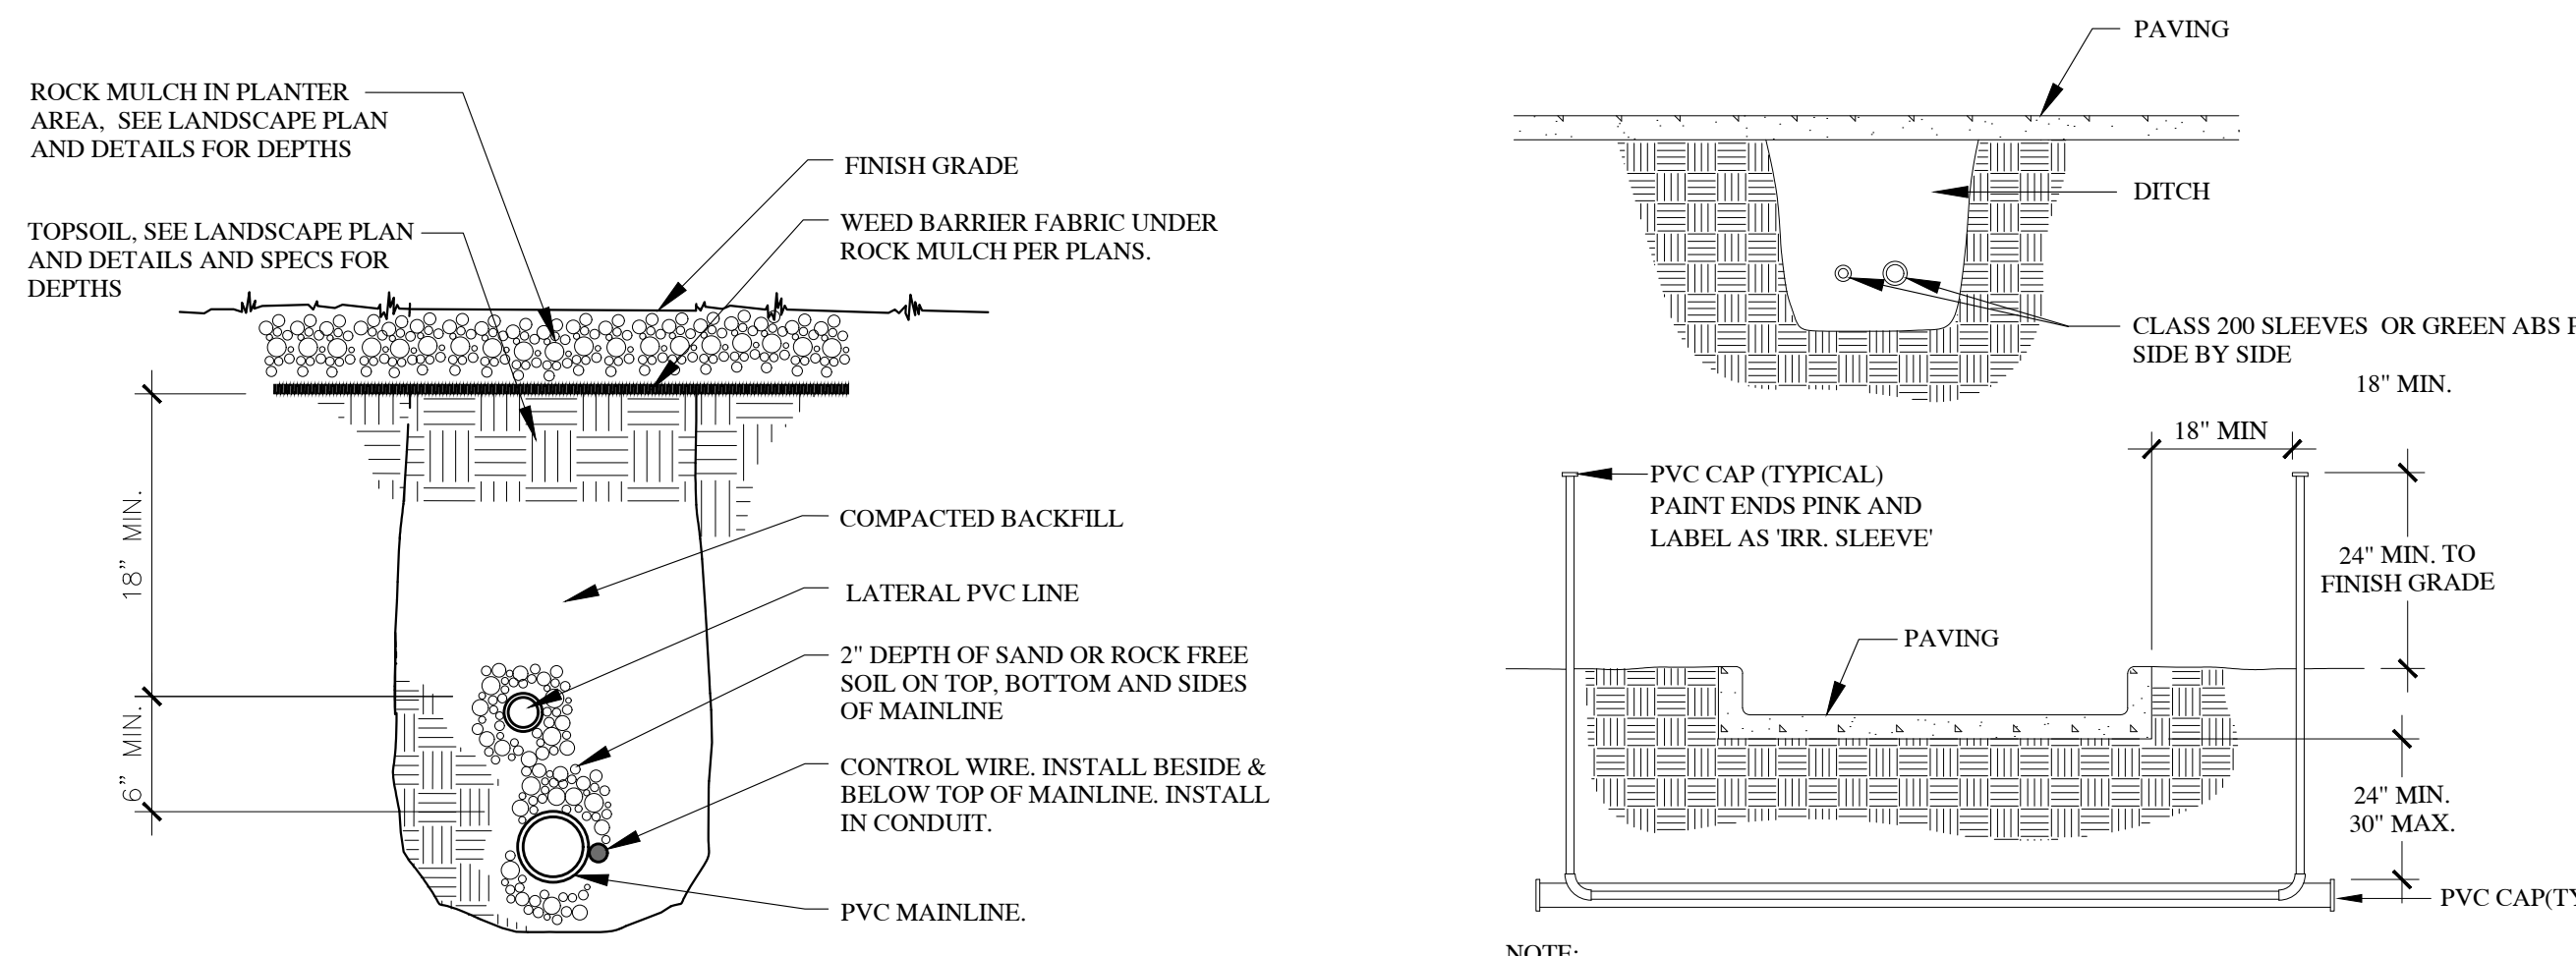 ROCK MULCH IN PLANTER
AREA, SEE LANDSCAPE PLAN
AND DETAILS FOR DEPTHS
TOPSOIL, SEE LANDSCAPE PLAN
AND DETAILS AND SPECS FOR
DEPTHS
FINISH GRADE
WEED BARRIER FABRIC UNDER
ROCK MULCH PER PLANS.
18" MIN.
6" MIN.
COMPACTED BACKFILL
LATERAL PVC LINE
2" DEPTH OF SAND OR ROCK FREE
SOIL ON TOP, BOTTOM AND SIDES
OF MAINLINE
CONTROL WIRE. INSTALL BESIDE &
BELOW TOP OF MAINLINE. INSTALL
IN CONDUIT.
PVC MAINLINE.
PAVING
DITCH
CLASS 200 SLEEVES OR GREEN ABS
SIDE BY SIDE
18" MIN.
18" MIN
PVC CAP (TYPICAL)
PAINT ENDS PINK AND
LABEL AS 'IRR. SLEEVE'
24" MIN. TO
FINISH GRADE
PAVING
24" MIN.
30" MAX.
PVC CAP(TY
NOTE: